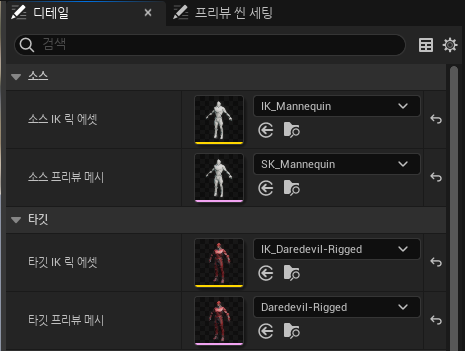 디테일
프리뷰 씬 세팅
검색
소스
소스 IK 릭 에셋
IK_Mannequin
소스 프리뷰 메시
SK_Mannequin
타깃
타깃 IK 릭 에셋
IK_Daredevil-Rigged
타깃 프리뷰 메시
Daredevil-Rigged